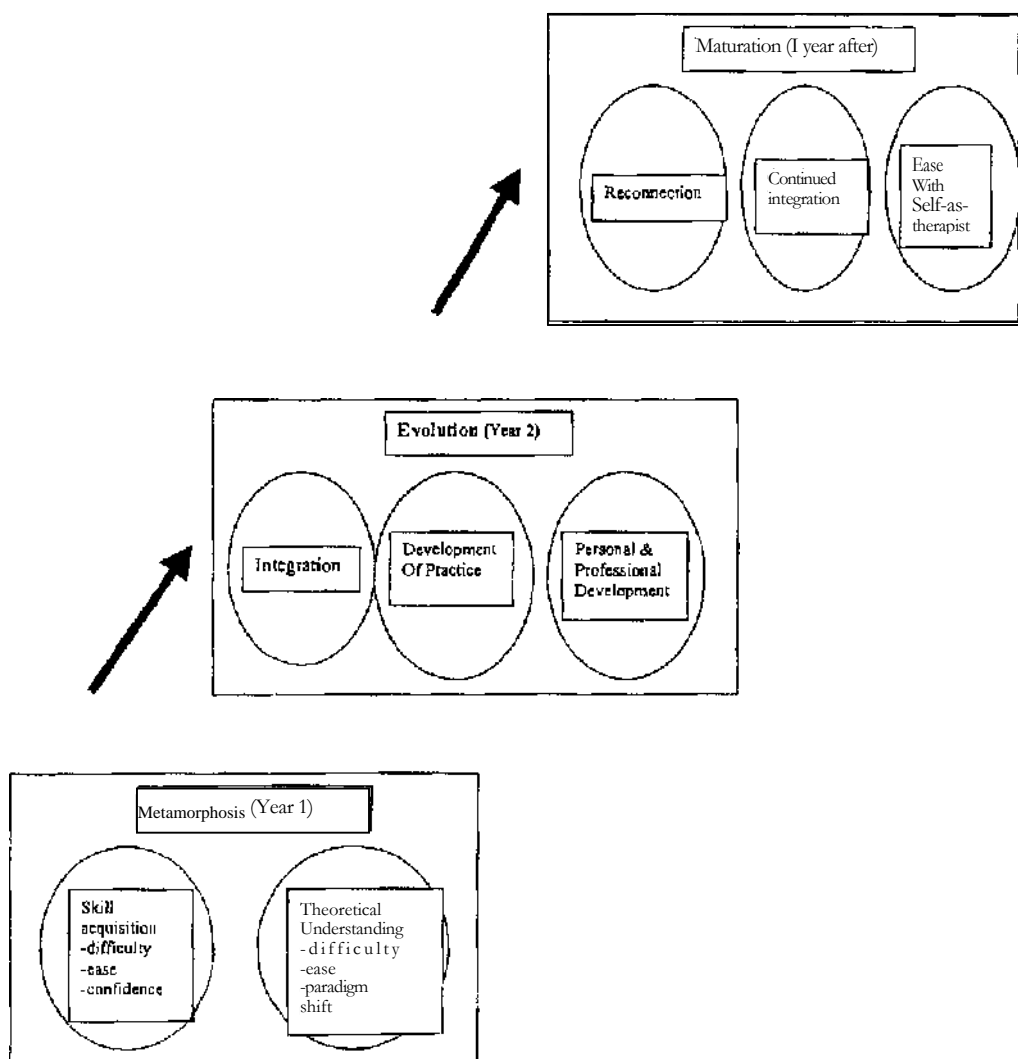 Maturation (I year after)
Reconnection
Continued
integration
Ease
With
Self-as-
therapist
Evolution (Year 2)
Integration
Development
Of Practice
Personal &
Professional
Development
Metamorphosis (Year 1)
Skill
acquisition
-difficulty
-ease
-confidence
Theoretical
Understanding
-difficulty
-ease
-paradigm
shift